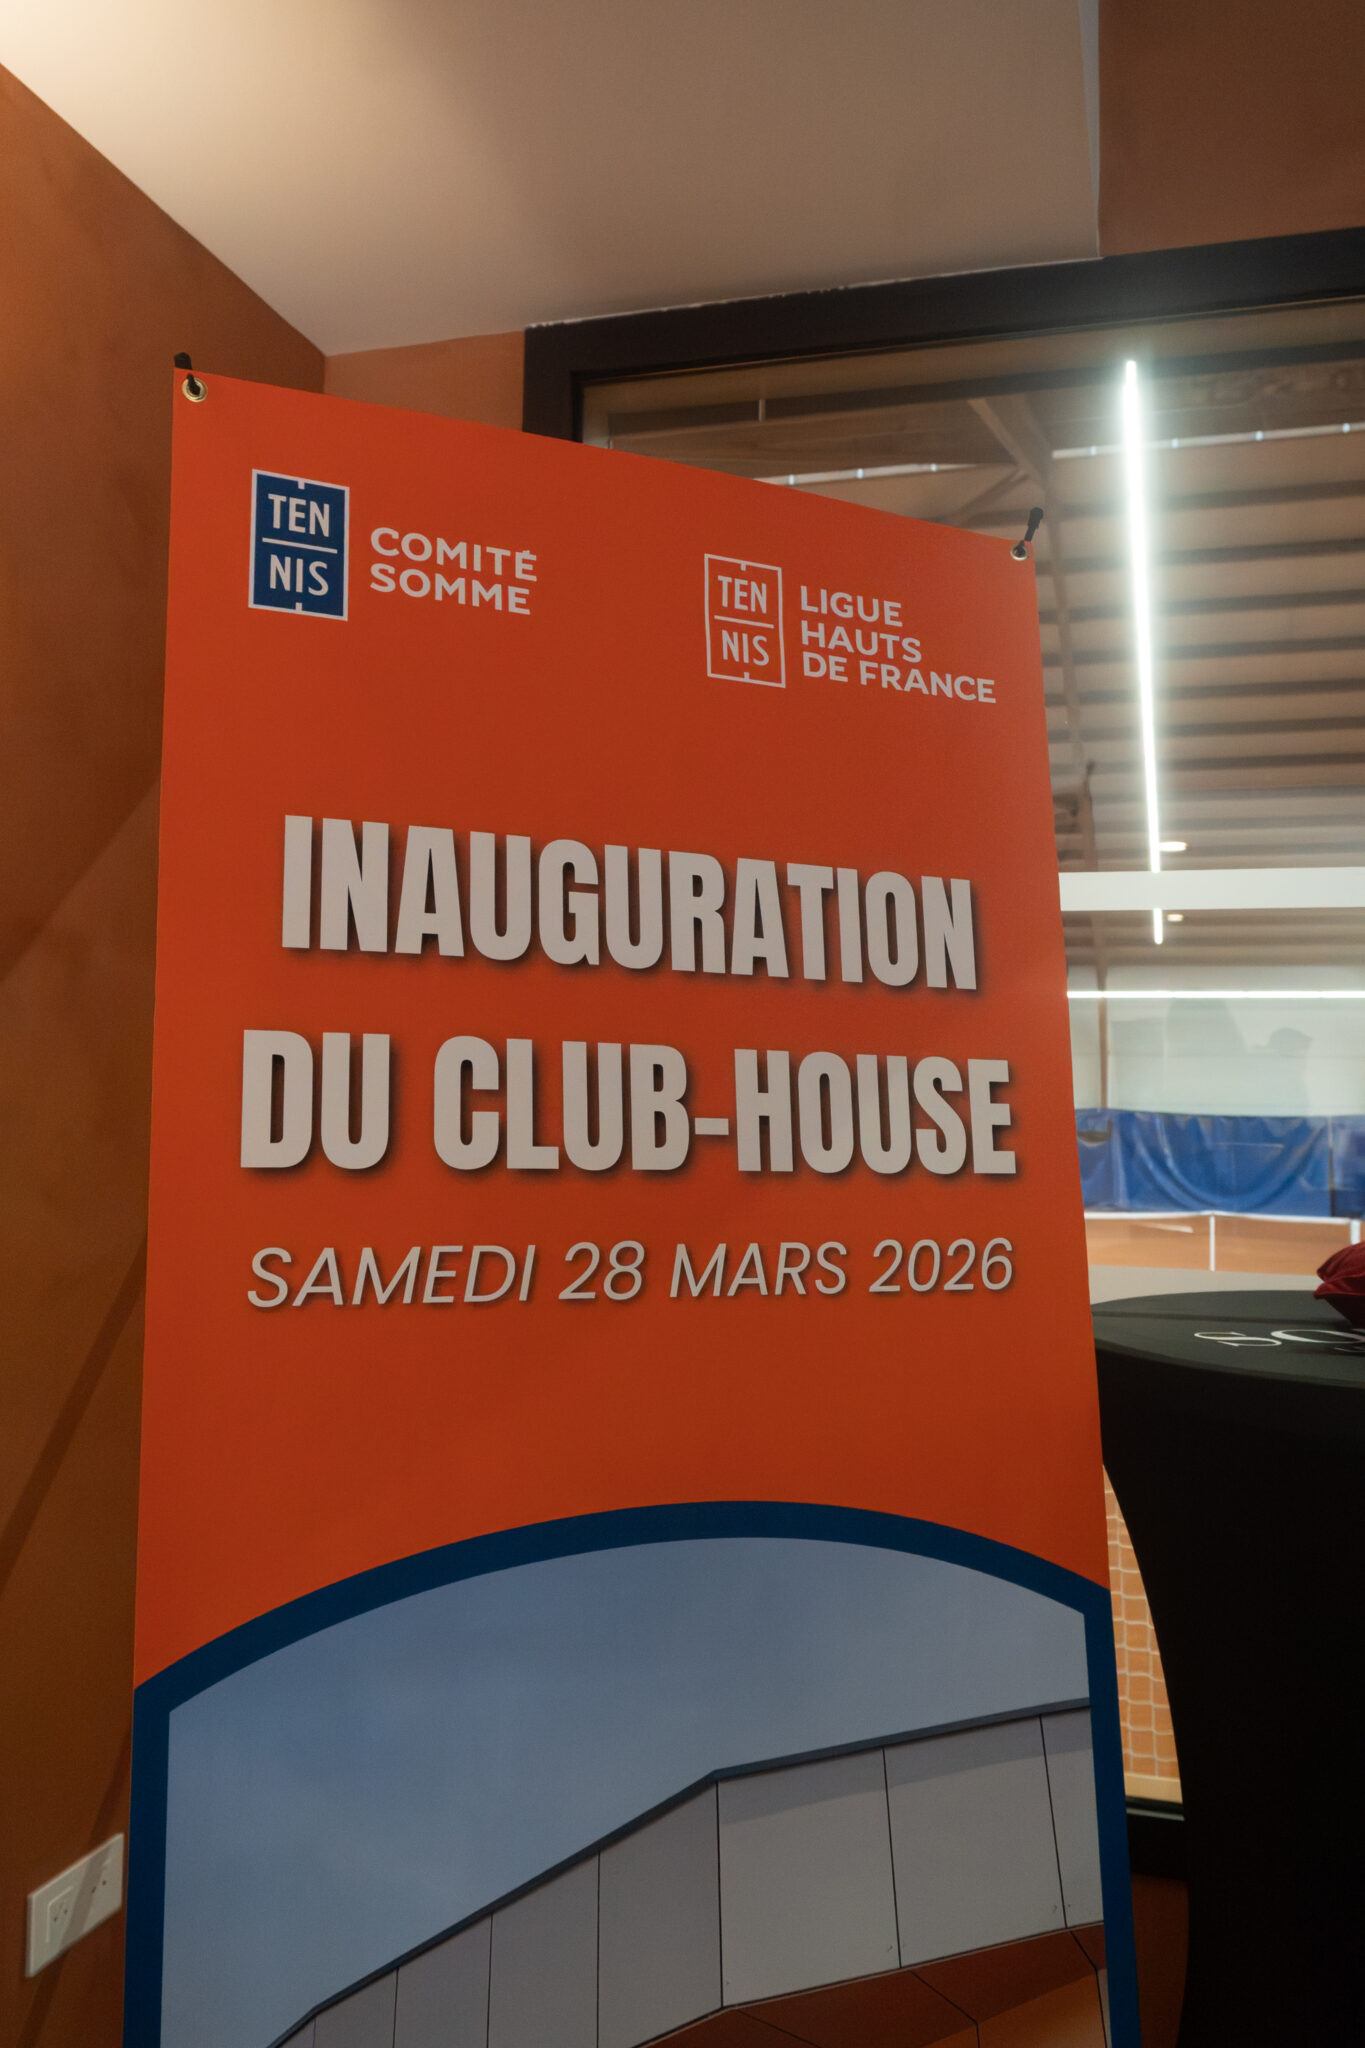 TEN
NIS
COMITÉ
SOMME
TEN
NIS
LIGUE
HAUTS
DE FRANCE
INAUGURATION
DU CLUB-HOUSE
SAMEDI 28 MARS 2026